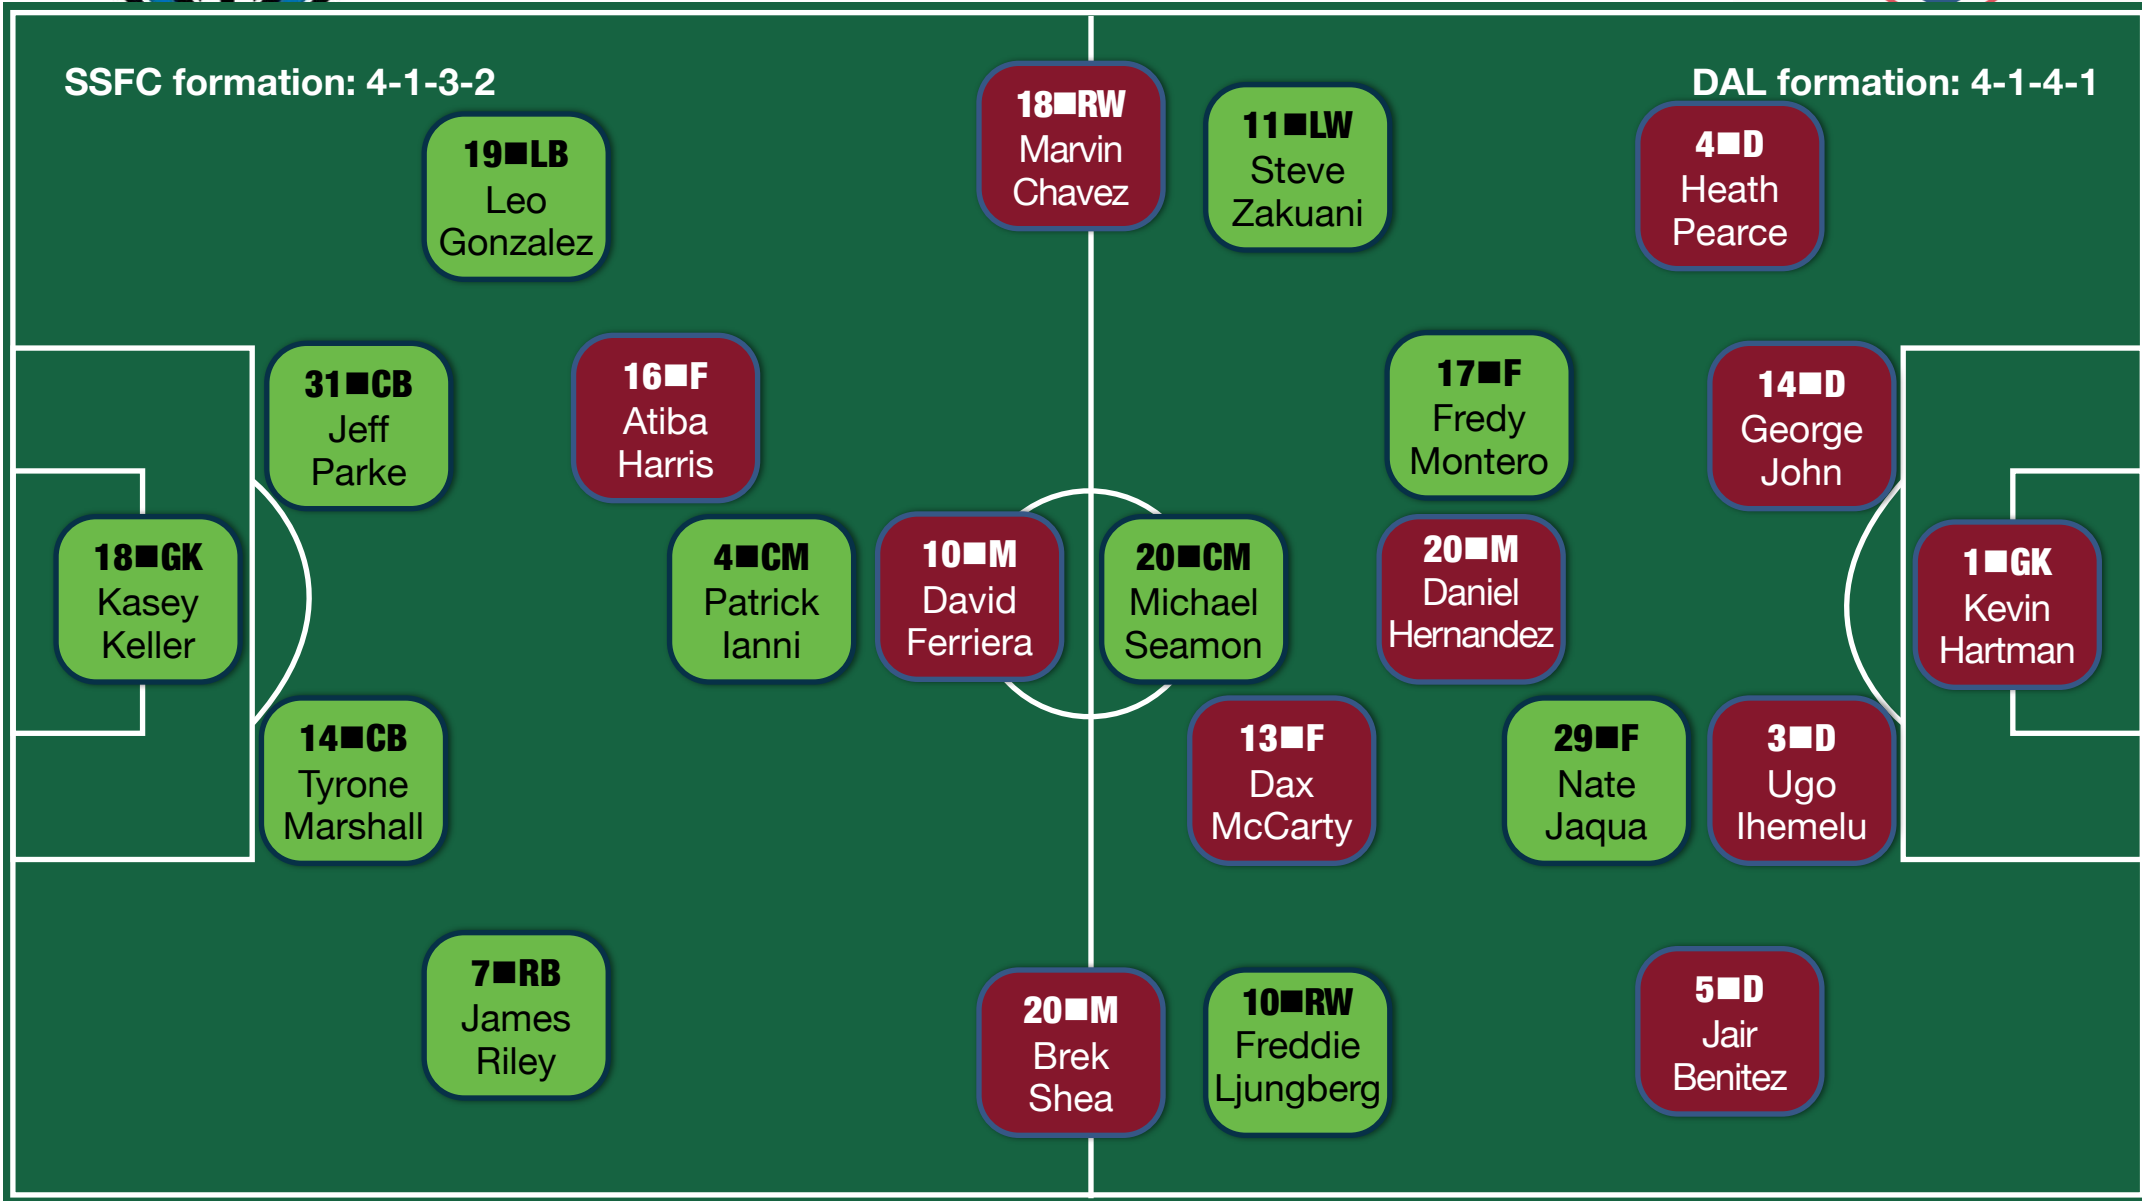 SSFC formation: 4-1-3-2
DAL formation: 4-1-4-1
19■LB
Leo
Gonzalez
18■RW
Marvin
Chavez
11■LW
Steve
Zakuani
4■D
Heath
Pearce
31■CB
Jeff
Parke
16■F
Atiba
Harris
17■F
Fredy
Montero
14■D
George
John
18■GK
Kasey
Keller
4■CM
Patrick
Ianni
10■M
David
Ferriera
20■CM
Michael
Seamon
20■M
Daniel
Hernandez
1■GK
Kevin
Hartman
14■CB
Tyrone
Marshall
13■F
Dax
McCarty
29■F
Nate
Jaqua
3■D
Ugo
Ihemelu
7■RB
James
Riley
20■M
Brek
Shea
10■RW
Freddie
Ljungberg
5■D
Jair
Benitez